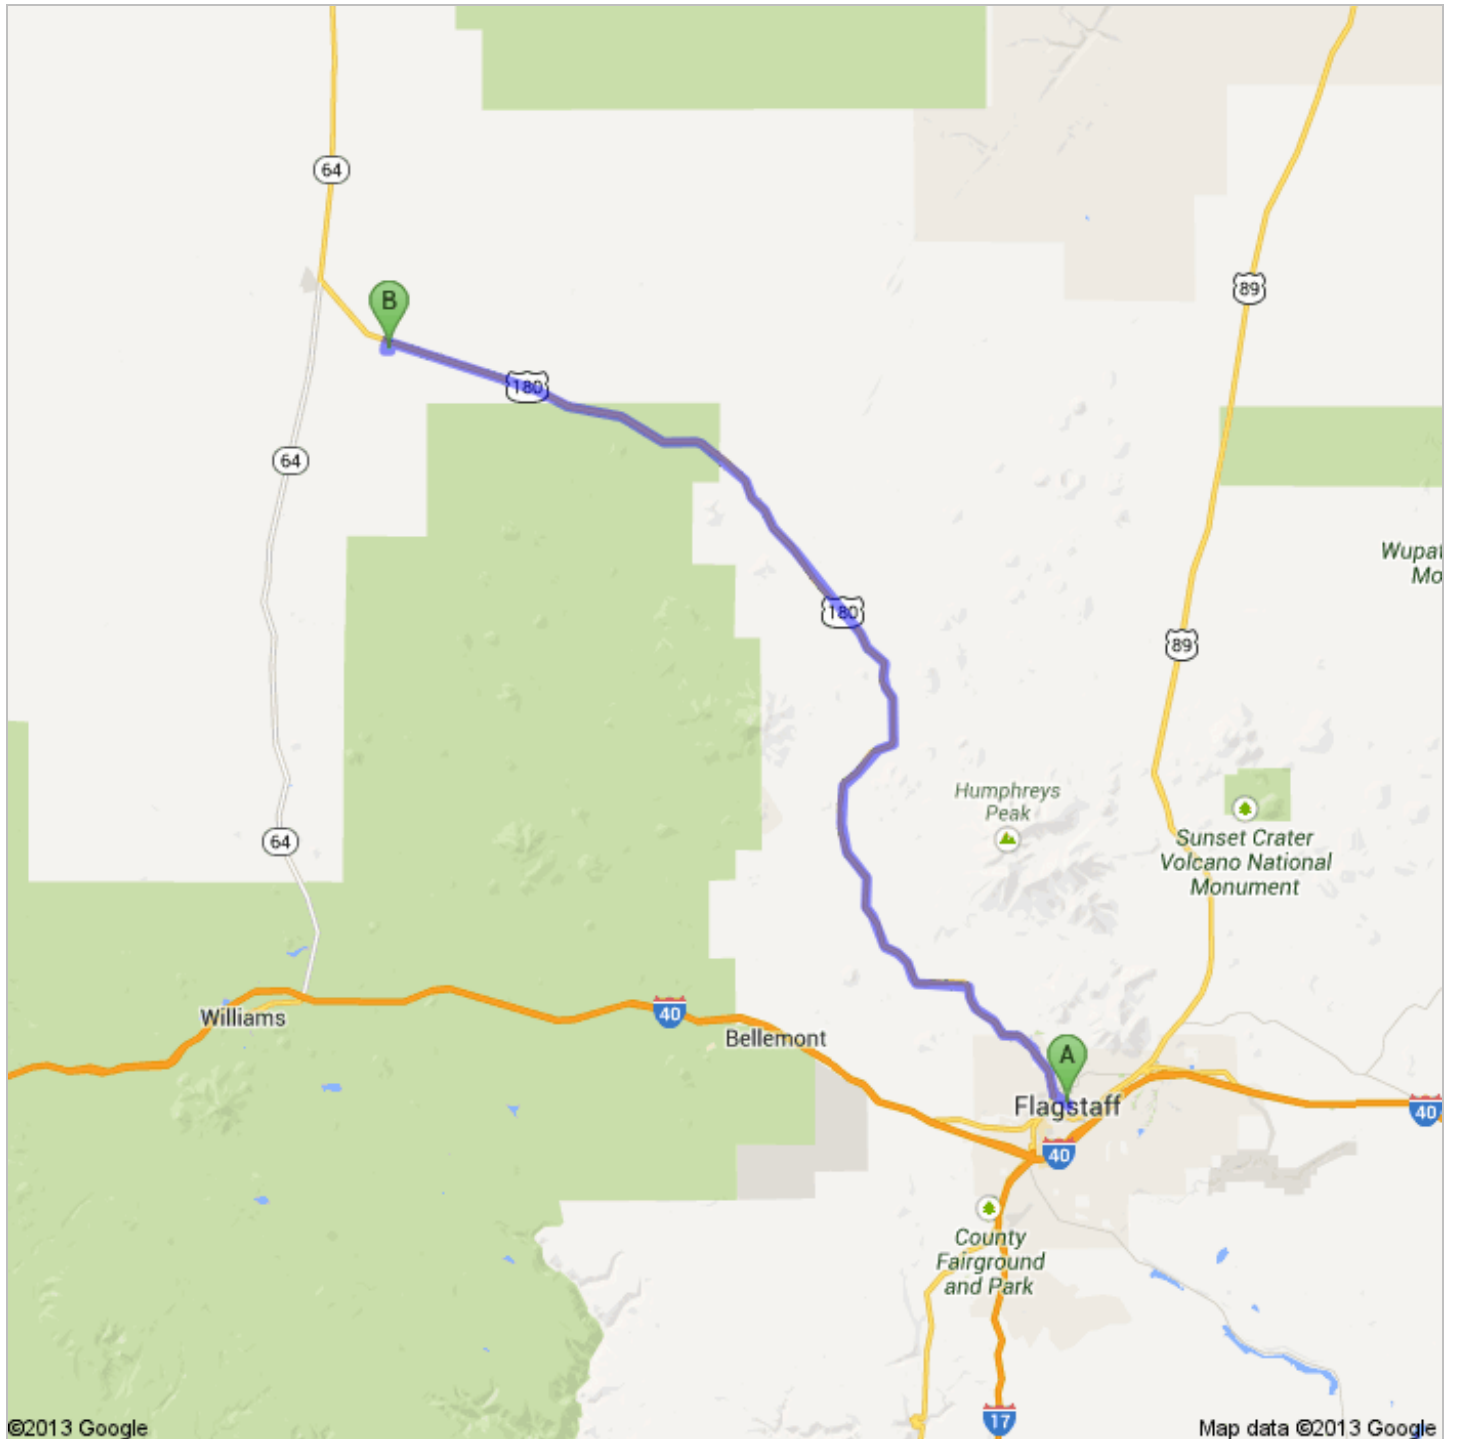 64
B
89
180
64
Wupat
Mo
180
89
Humphreys
Peak
64
Sunset Crater
Volcano National
Monument
Williams
40
Bellemont
A
Flagstaff
40
40
County
Fairground
and Park
17
©2013 Google
Map data ©2013 Google